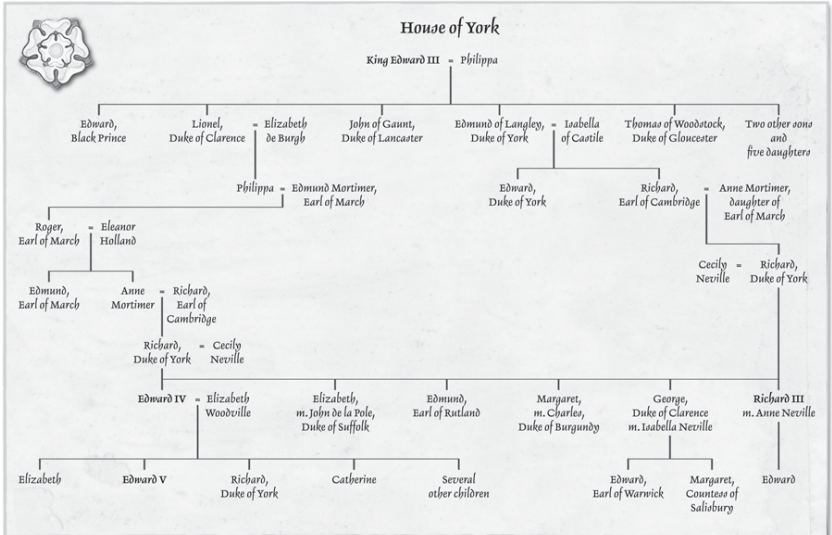 House of York
King Edward III = Philippa
Edward,
Black Prince
Lionel,
Duke of Clarence
= Elizabeth
de Burgh
John of Gaunt,
Duke of Lancaster
Edmund of Langley,
Duke of York
= Isabella
of Castile
Thomas of Woodstock,
Duke of Gloucester
Two other sons
and
five daughters
Philippa = Edmund Mortimer,
Earl of March
Edward,
Duke of York
Richard,
Earl of Cambridge
= Anne Mortimer,
daughter of
Earl of March
Roger,
Earl of March
= Eleanor
Holland
Cecily
Neville
= Richard,
Duke of York
Edmund,
Earl of March
Anne
Mortimer
= Richard,
Earl of
Cambridge
Richard,
Duke of York
= Cecily
Neville
Edward IV = Elizabeth
Woodville
Elizabeth,
m. John de la Pole,
Duke of Suffolk
Edmund,
Earl of Rutland
Margaret,
m. Charles,
Duke of Burgundy
George,
Duke of Clarence
m. Isabella Neville
Richard III
m. Anne Neville
Elizabeth
Edward V
Richard,
Duke of York
Catherine
Several
other children
Edward,
Earl of Warwick
Margaret,
Countess of
Salisbury
Edward